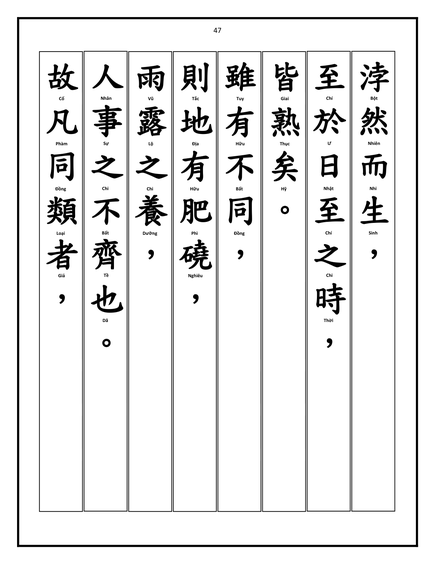 47
浡然而生，
Bột Nhiên Nhi Sinh
至於日至之時，
Chí Ư Nhật Chí Chi Thời
皆熟矣。
Giai Thục Hỹ
雖有不同，
Tuy Hữu Bất Đồng
則地有肥磽，
Tắc Địa Hữu Phì Nghiêu
雨露之養，
Vũ Lộ Chi Dưỡng
人事之不齊也。
Nhân Sự Chi Bất Tề Dã
故凡同類者，
Cố Phàm Đồng Loại Giả